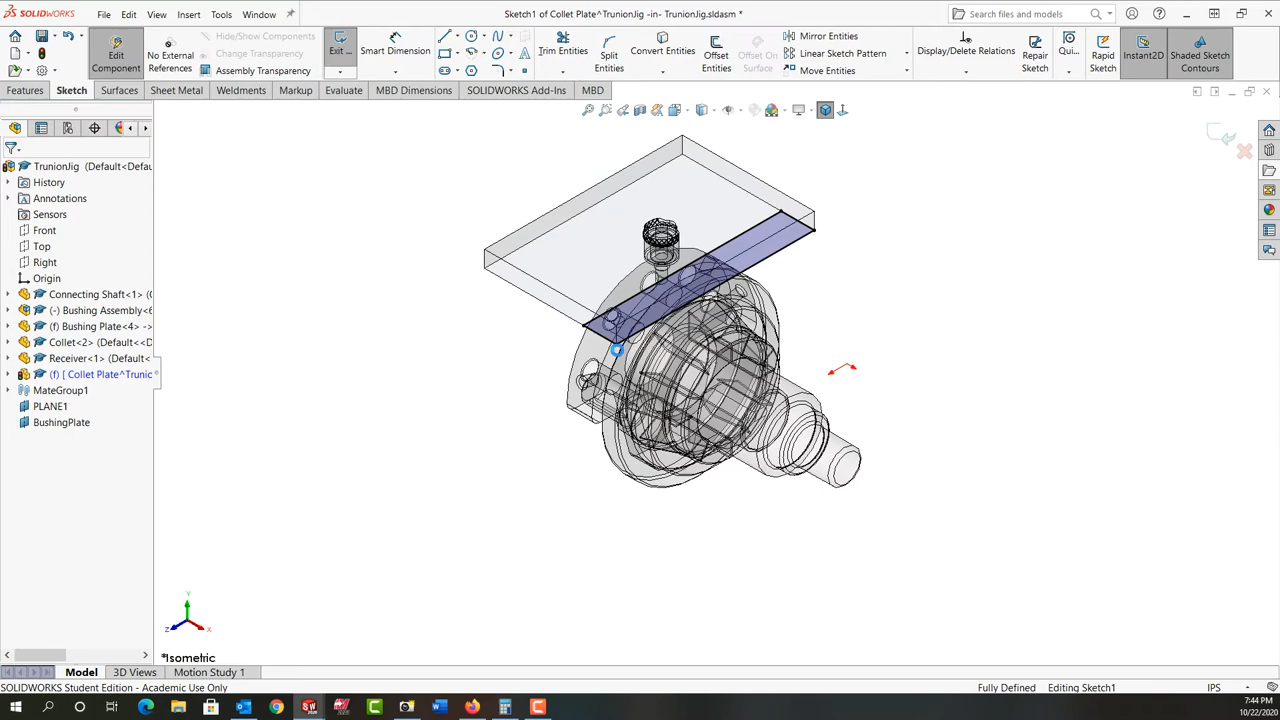 SOLIDWORKS File Edit View Insert Tools Window Sketch1 of Collet Plate^TrunionJig -in- TrunionJig.sldasm * Search files and models
Edit Component
No External References
Hide/Show Components
Change Transparency
Assembly Transparency
Exit ...
Smart Dimension
Trim Entities
Split Entities
Convert Entities
Offset Entities
Offset On Surface
Mirror Entities
Linear Sketch Pattern
Move Entities
Display/Delete Relations
Repair Sketch
Qui...
Rapid Sketch
Instant2D
Shaded Sketch Contours
Features Sketch Surfaces Sheet Metal Weldments Markup Evaluate MBD Dimensions SOLIDWORKS Add-Ins MBD
TrunionJig (Default<Defau
History
Annotations
Sensors
Front
Top
Right
Origin
Connecting Shaft<1> (
(-) Bushing Assembly<6
(f) Bushing Plate<4> ->
Collet<2> (Default<<D
Receiver<1> (Default<
(f) [ Collet Plate^Trunic
MateGroup1
PLANE1
BushingPlate
Y
Z
X
*Isometric
Model 3D Views Motion Study 1
SOLIDWORKS Student Edition - Academic Use Only Fully Defined Editing Sketch1 IPS
7:44 PM
10/22/2020